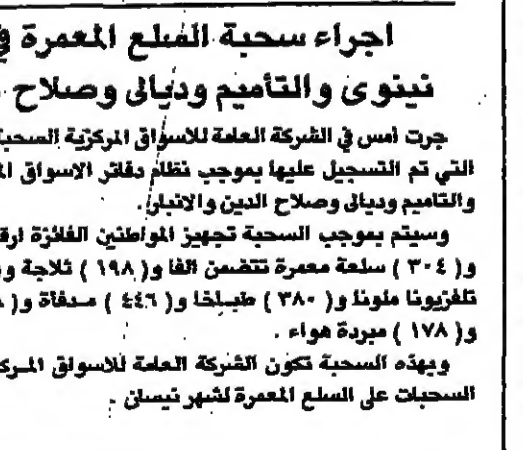 اجراء سحبة السلع المعمرة في
نينوى والتأميم وديالى وصلاح
جرت أمس في الشركة العامة للاسواق المركزية السحبة
التي تم التسجيل عليها بموجب نظام دفاتر الاسواق
والتاميم وديالى وصلاح الدين والانبار .
وسيتم بموجب السحبة تجهيز المواطنين الفائزة
و( ٣٠٤ ) سلعة معمرة تتضمن الفا و( ١٩٨ ) ثلاجة
تلفزيونا ملونا و( ٣٨٠ ) طباخا و( ٤٤٦ ) مدفأة و(
و( ١٧٨ ) مبردة هواء .
وبهذه السحبة تكون الشركة العامة للاسواق
السحبات على السلع المعمرة لشهر نيسان .